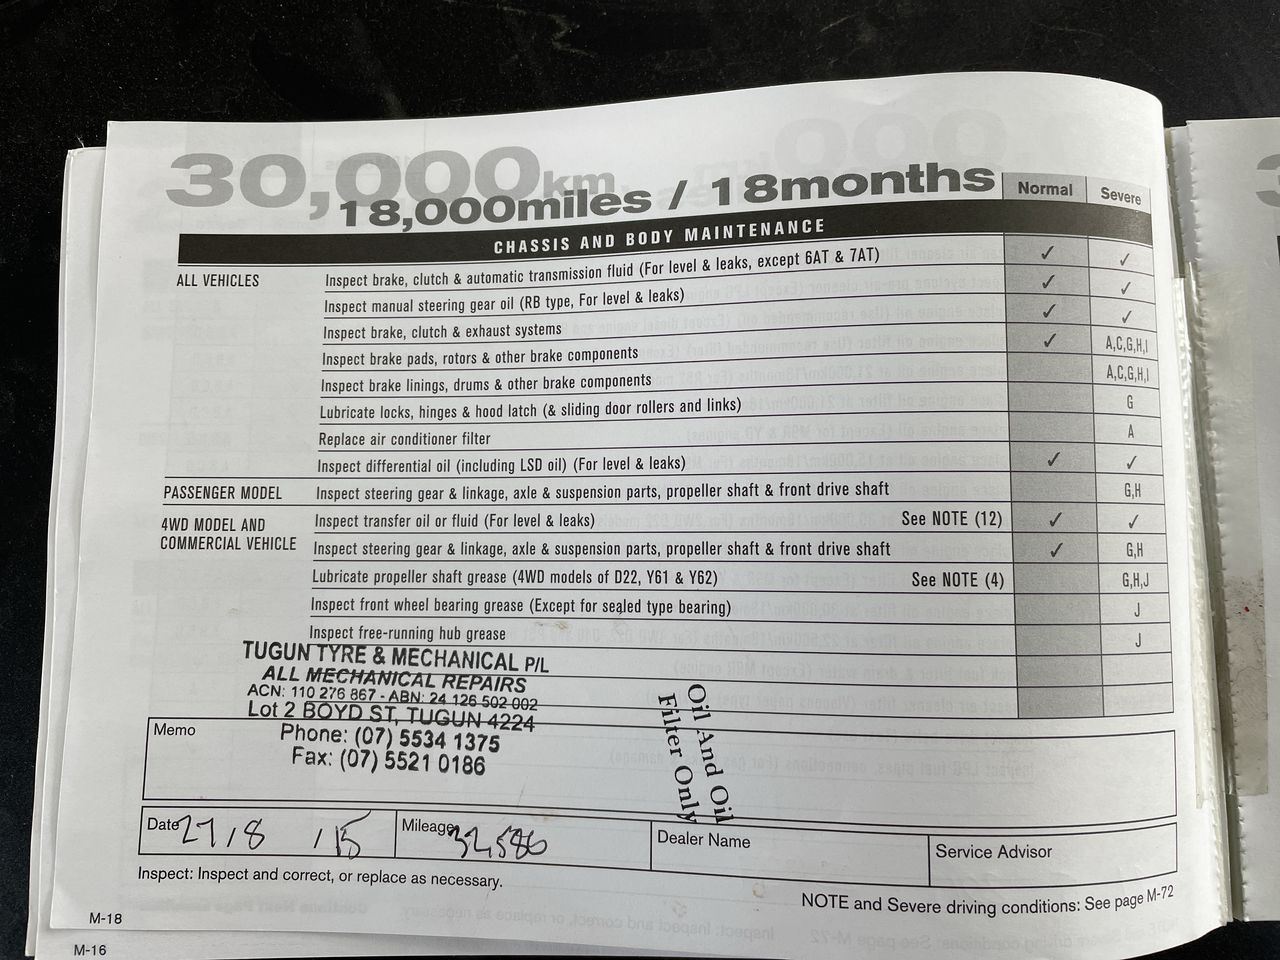 30,000km
18,000miles / 18months
Normal
Severe
CHASSIS AND BODY MAINTENANCE
ALL VEHICLES
Inspect brake, clutch & automatic transmission fluid (For level & leaks, except 6AT & 7AT) ✓ ✓
Inspect manual steering gear oil (RB type, For level & leaks) ✓ ✓
Inspect brake, clutch & exhaust systems ✓ ✓
Inspect brake pads, rotors & other brake components ✓ A,C,G,H,I
Inspect brake linings, drums & other brake components A,C,G,H,I
Lubricate locks, hinges & hood latch (& sliding door rollers and links) G
Replace air conditioner filter A
Inspect differential oil (including LSD oil) (For level & leaks) ✓ ✓
PASSENGER MODEL Inspect steering gear & linkage, axle & suspension parts, propeller shaft & front drive shaft G,H
4WD MODEL AND
COMMERCIAL VEHICLE
Inspect transfer oil or fluid (For level & leaks) See NOTE (12) ✓ ✓
Inspect steering gear & linkage, axle & suspension parts, propeller shaft & front drive shaft ✓ G,H
Lubricate propeller shaft grease (4WD models of D22, Y61 & Y62) See NOTE (4) G,H,J
Inspect front wheel bearing grease (Except for sealed type bearing) J
Inspect free-running hub grease J
TUGUN TYRE & MECHANICAL P/L
ALL MECHANICAL REPAIRS
ACN: 110 276 867 - ABN: 24 126 502 002
Lot 2 BOYD ST, TUGUN 4224
Phone: (07) 5534 1375
Fax: (07) 5521 0186
Oil And Oil
Filter Only
Memo
Date 27/8/15
Mileage 32,586
Dealer Name
Service Advisor
Inspect: Inspect and correct, or replace as necessary.
NOTE and Severe driving conditions: See page M-72
M-18
M-16